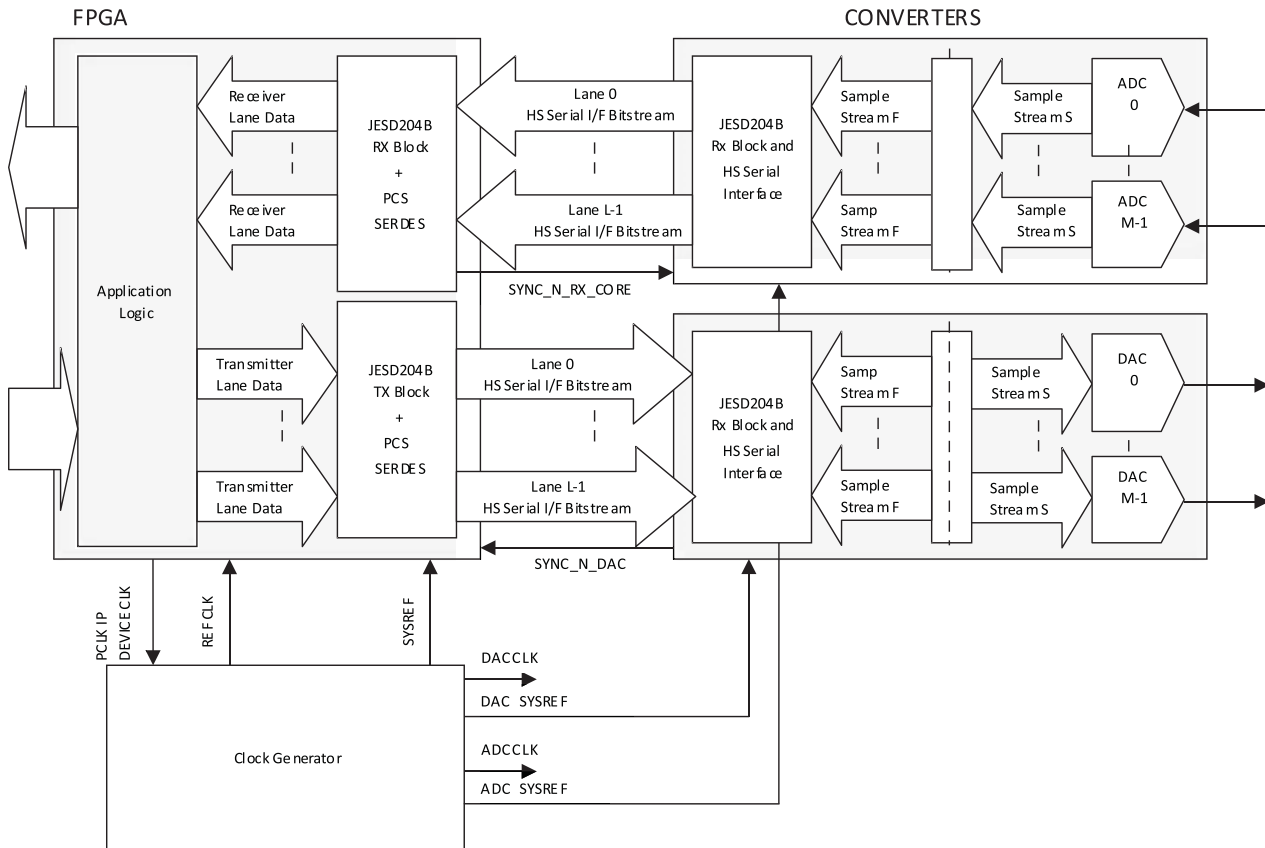 FPGA
CONVERTERS
Receiver
Lane Data
JESD204B
RX Block
+
PCS
SERDES
Lane 0
HS Serial I/F Bitstream
JESD204B
Rx Block and
HS Serial
Interface
Sample
Stream F
Sample
Stream S
ADC
0
Receiver
Lane Data
Lane L-1
HS Serial I/F Bitstream
Samp
Stream F
Sample
Stream S
ADC
M-1
SYNC_N_RX_CORE
Application
Logic
Transmitter
Lane Data
JESD204B
TX Block
+
PCS
SERDES
Lane 0
HS Serial I/F Bitstream
JESD204B
Rx Block and
HS Serial
Interface
Samp
Stream F
Sample
Stream S
DAC
0
Transmitter
Lane Data
Lane L-1
HS Serial I/F Bitstream
Sample
Stream F
Sample
Stream S
DAC
M-1
SYNC_N_DAC
PCLK IP
DEVICE CLK
REF CLK
SYSREF
DACCLK
DAC SYSREF
Clock Generator
ADCCLK
ADC SYSREF